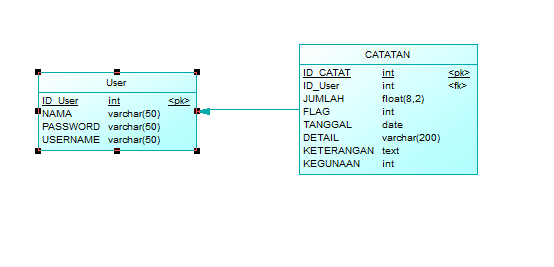 User
ID_User int <pk>
NAMA varchar(50)
PASSWORD varchar(50)
USERNAME varchar(50)
CATATAN
ID_CATAT int <pk>
ID_User int <fk>
JUMLAH float(8,2)
FLAG int
TANGGAL date
DETAIL varchar(200)
KETERANGAN text
KEGUNAAN int